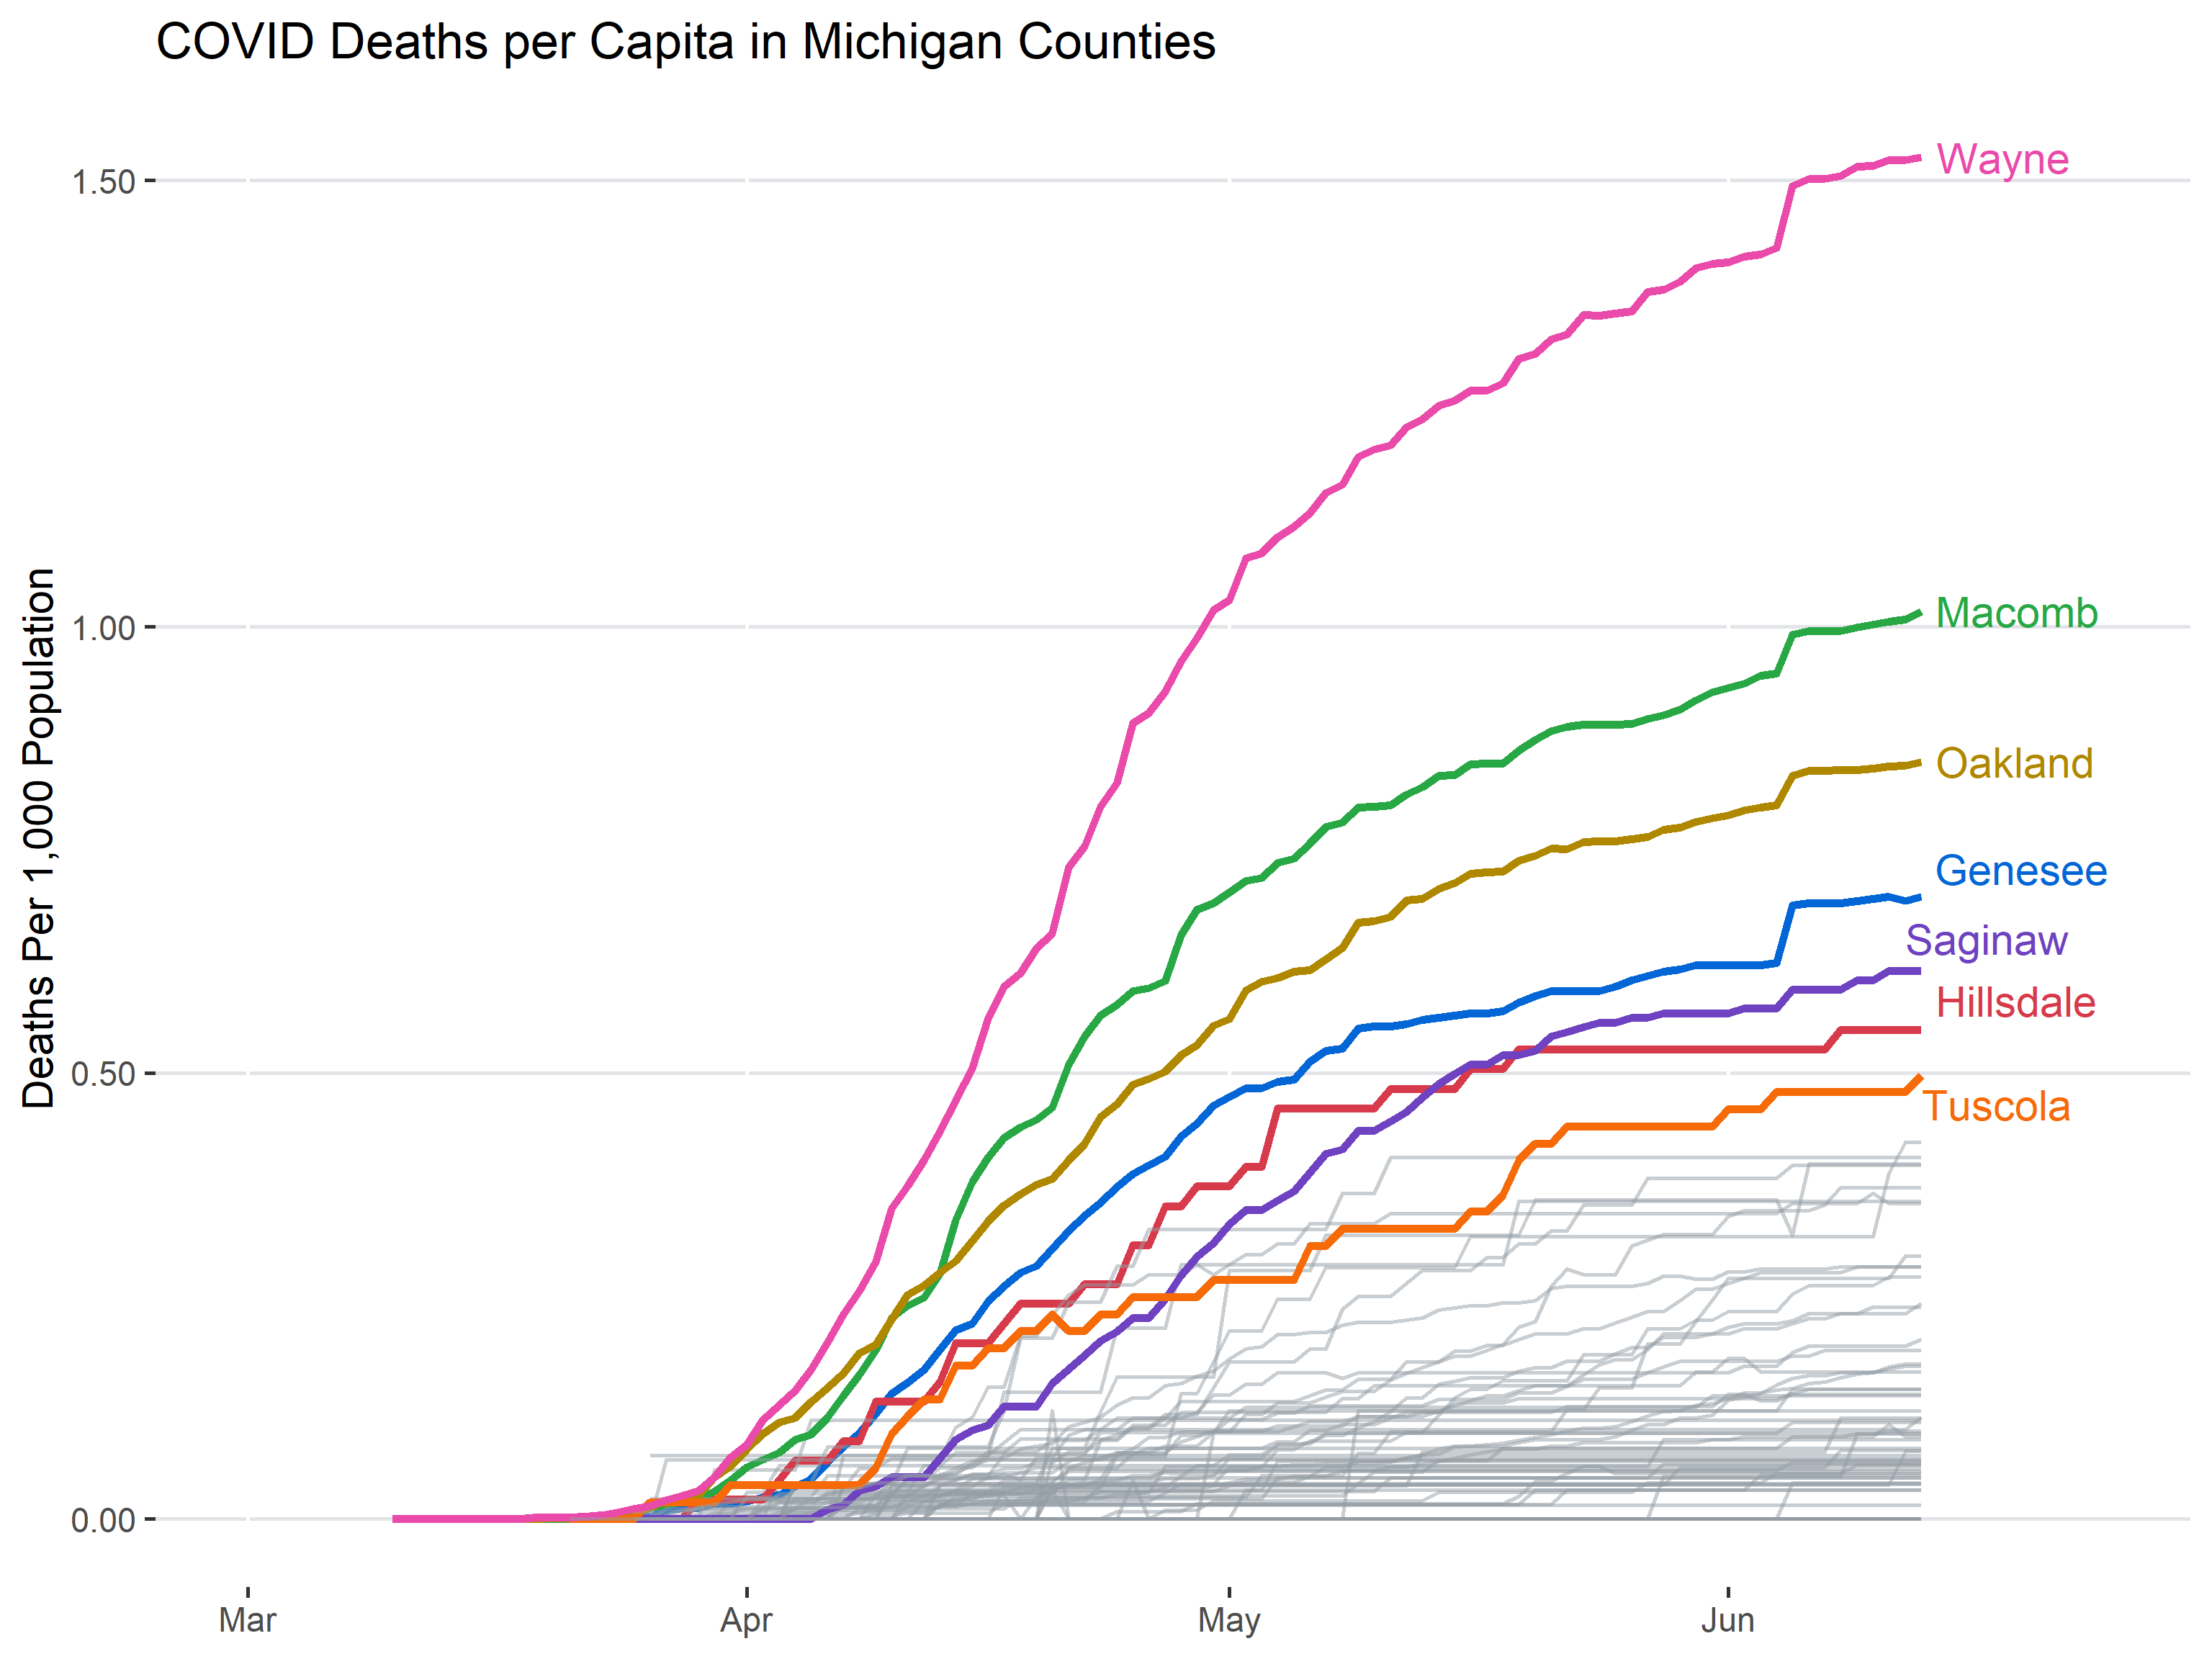 COVID Deaths per Capita in Michigan Counties
Deaths Per 1,000 Population
1.50
1.00
0.50
0.00
Wayne
Macomb
Oakland
Genesee
Saginaw
Hillsdale
Tuscola
Mar
Apr
May
Jun